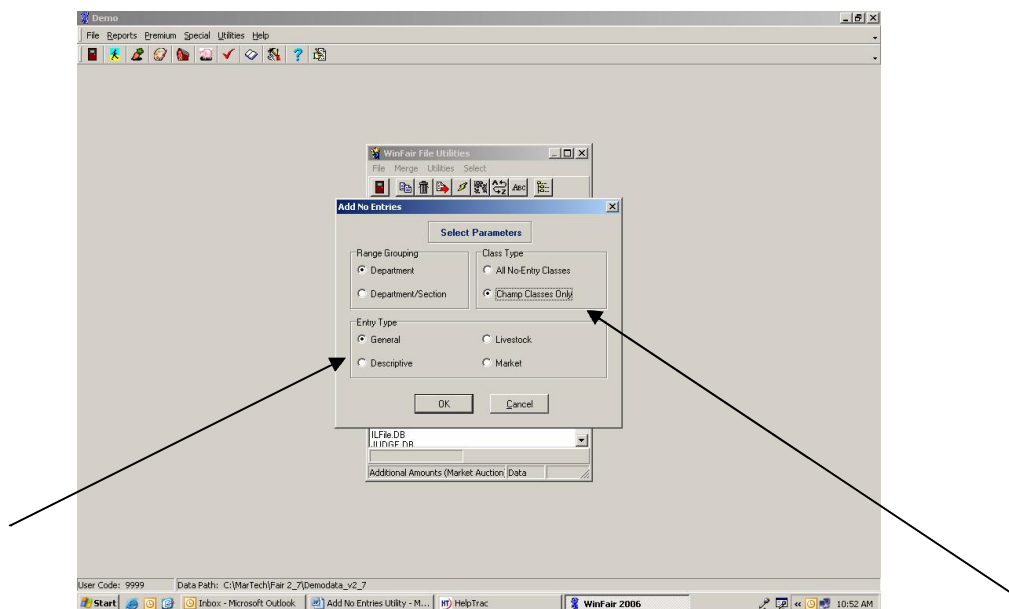 Demo
File Reports Premium Special Utilities Help
WinFair File Utilities
File Merge Utilities Select
ABC
Add No Entries
Select Parameters
Range Grouping
Department
Department/Section
Class Type
All No-Entry Classes
Champ Classes Only
Entry Type
General
Livestock
Descriptive
Market
OK
Cancel
ILFile.DB
JUDGE.DB
Additional Amounts (Market Auction) Data
User Code: 9999 Data Path: C:\MarTech\Fair 2_7\Demodata_v2_7
Start Inbox - Microsoft Outlook Add No Entries Utility - M... HT HelpTrac WinFair 2006 10:52 AM